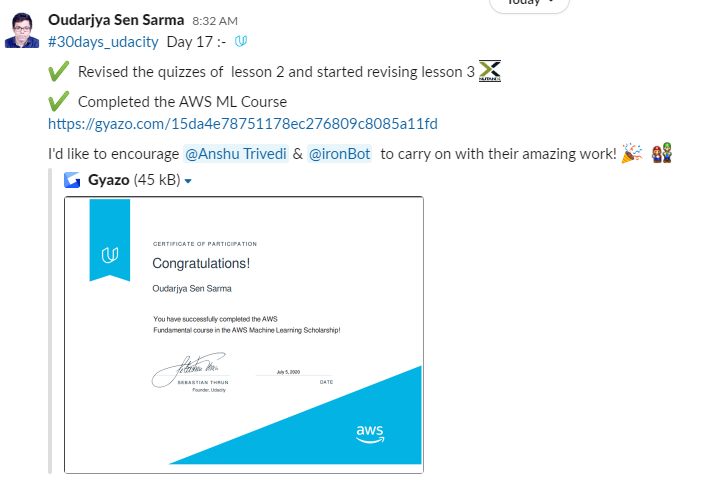 Today
Oudarjya Sen Sarma 8:32 AM
#30days_udacity Day 17 :-
Revised the quizzes of lesson 2 and started revising lesson 3
Completed the AWS ML Course
https://gyazo.com/15da4e78751178ec276809c8085a11fd
I'd like to encourage @Anshu Trivedi & @ironBot to carry on with their amazing work!
Gyazo (45 kB)
CERTIFICATE OF PARTICIPATION
Congratulations!
Oudarjya Sen Sarma
You have successfully completed the AWS
Fundamental course in the AWS Machine Learning Scholarship!
July 5, 2020
SEBASTIAN THRUN DATE
Founder, Udacity
aws